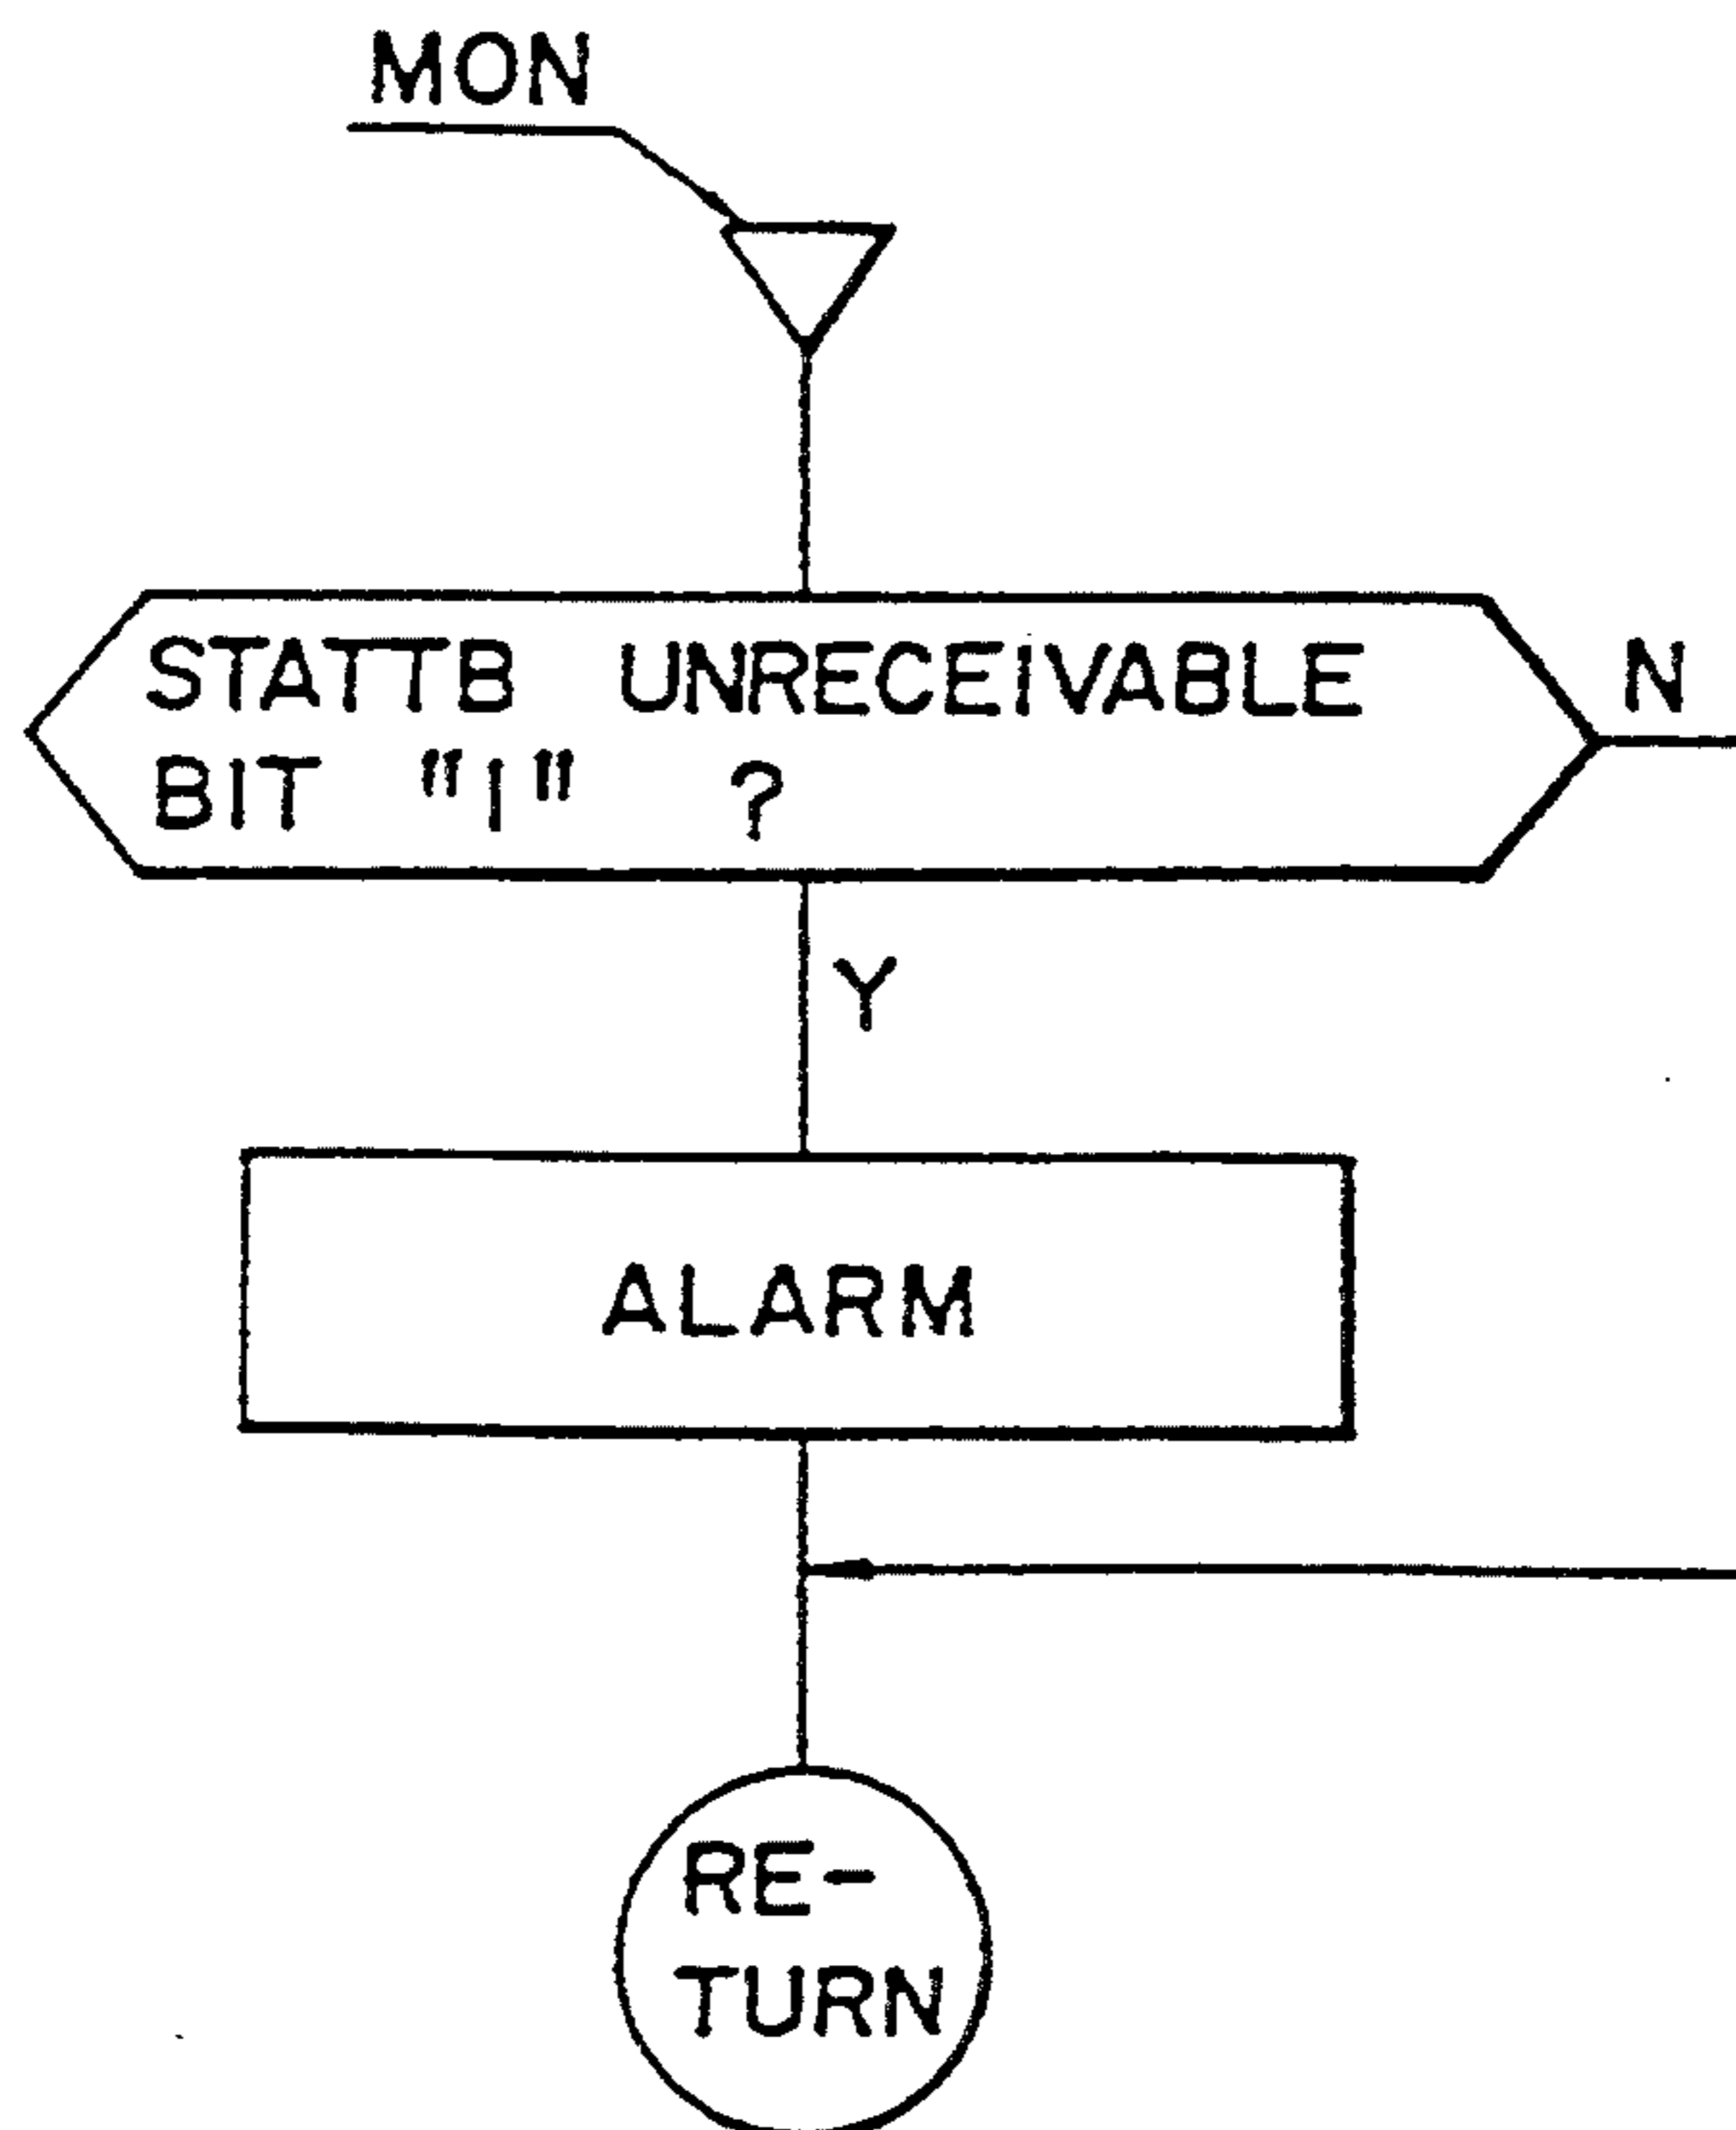 MON
STATTB UNRECEIVABLE N
BIT "1" ?
Y
ALARM
RE-
TURN